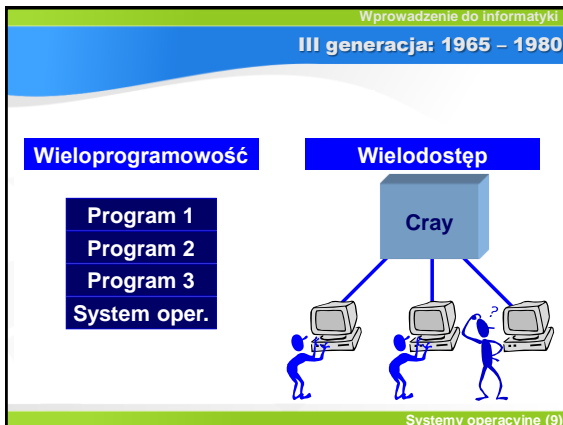 Wprowadzenie do informatyki
III generacja: 1965 – 1980
Wieloprogramowość
Wielodostęp
Program 1
Program 2
Program 3
System oper.
Cray
?
Systemy operacyjne (9)